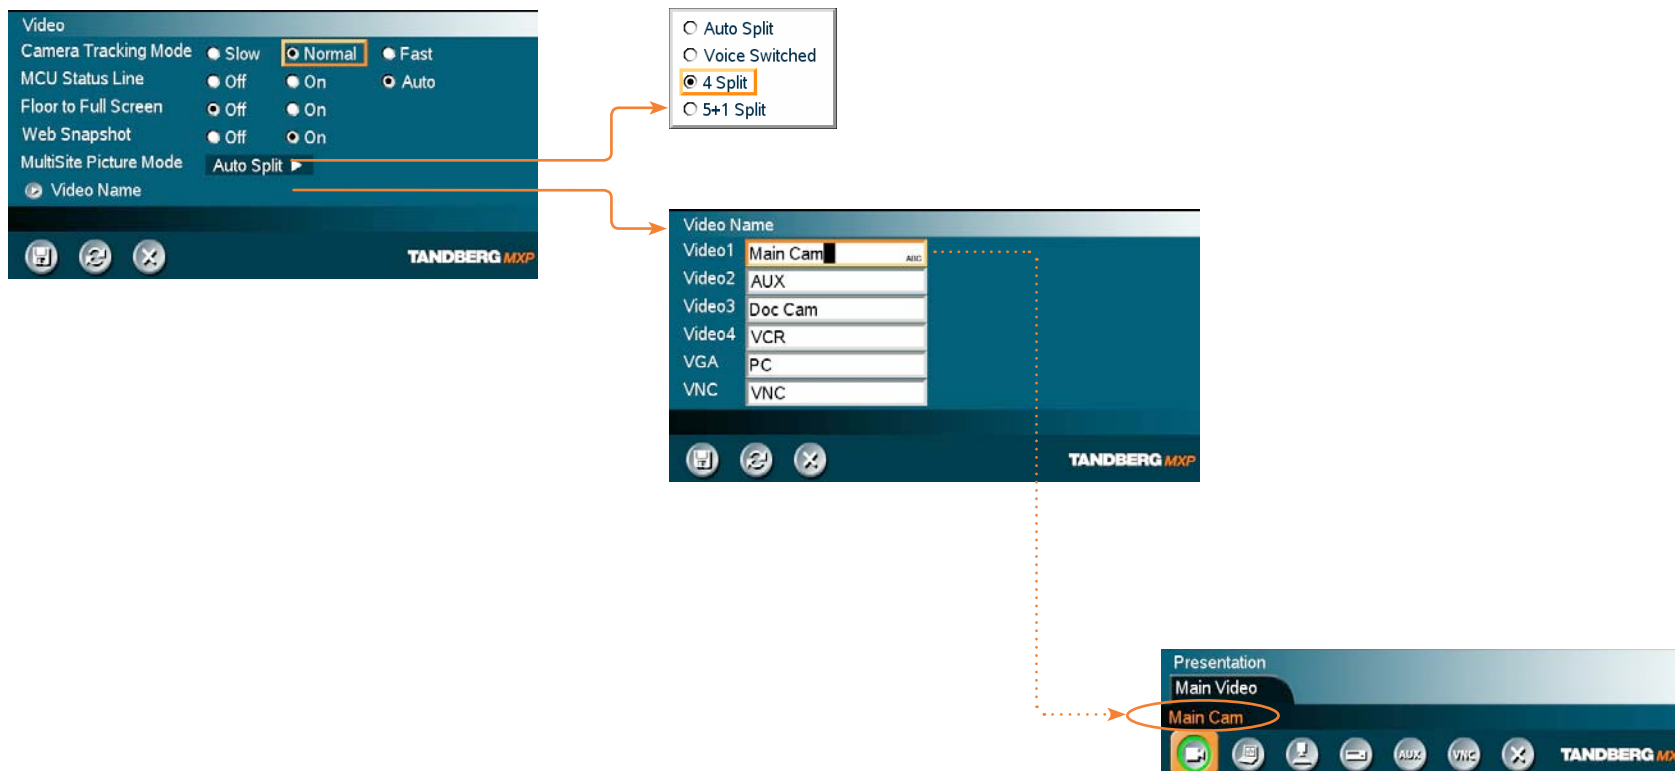 Video
Camera Tracking Mode Slow Normal Fast
MCU Status Line Off On Auto
Floor to Full Screen Off On
Web Snapshot Off On
MultiSite Picture Mode Auto Split
Video Name
TANDBERG MXP
Auto Split
Voice Switched
4 Split
5+1 Split
Video Name
Video1 Main Cam ABC
Video2 AUX
Video3 Doc Cam
Video4 VCR
VGA PC
VNC VNC
TANDBERG MXP
Presentation
Main Video
Main Cam
AUX VNC TANDBERG